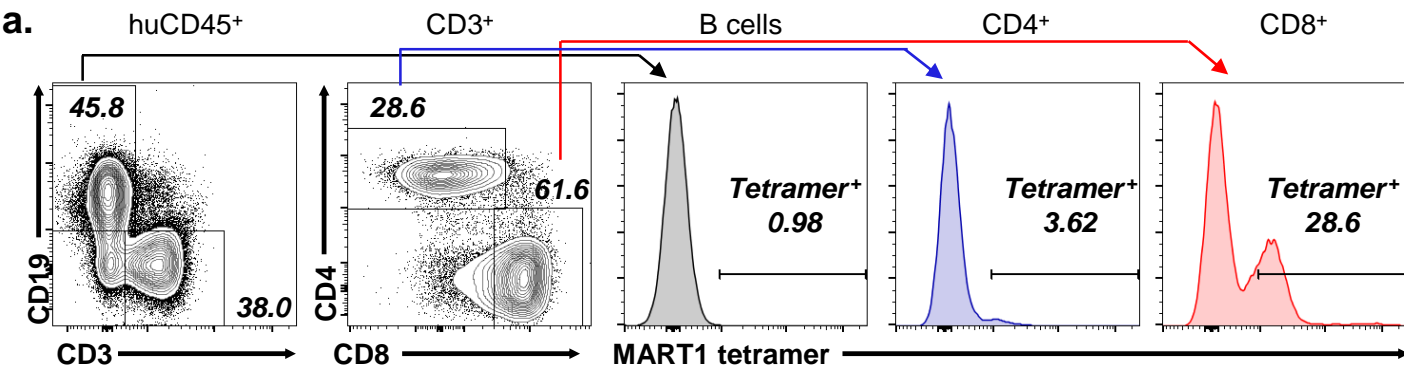 a.
huCD45⁺
CD3⁺
B cells
CD4⁺
CD8⁺
45.8
38.0
CD19
CD3
28.6
61.6
CD4
CD8
Tetramer⁺
0.98
Tetramer⁺
3.62
Tetramer⁺
28.6
MART1 tetramer